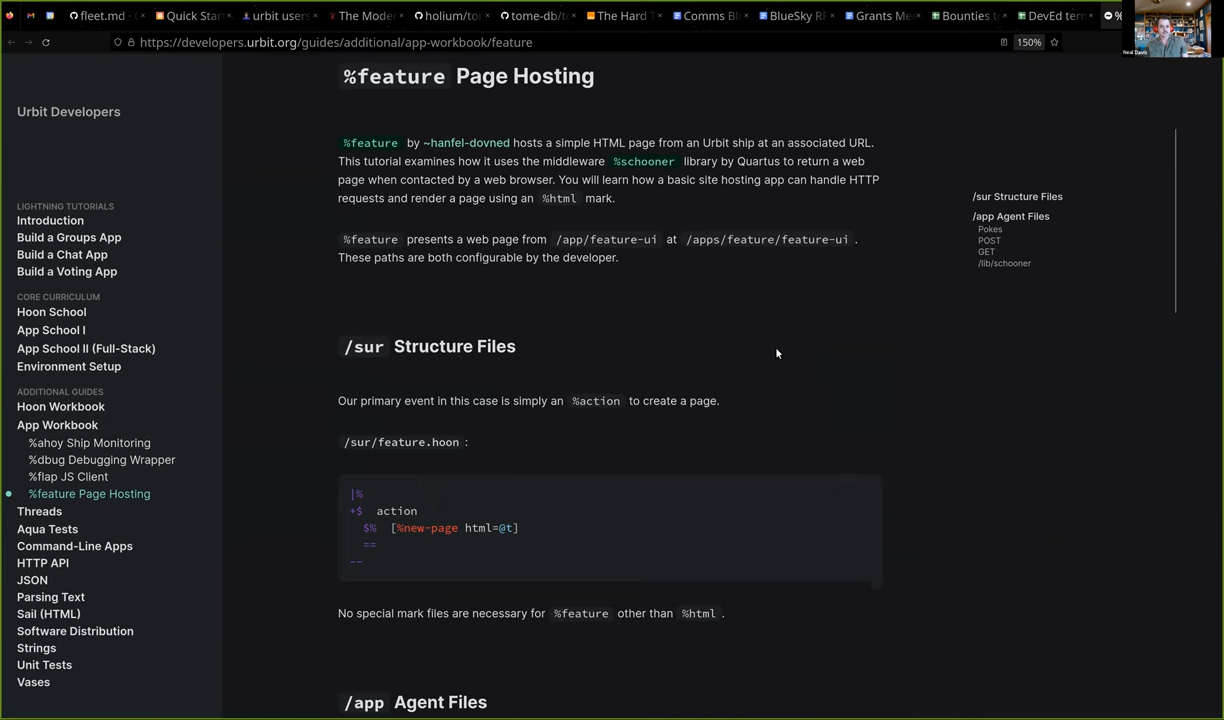 fleet.md
Quick Star
urbit users
The Moder
holium/tom
tome-db/t
The Hard T
Comms Bl
BlueSky R
Grants Me
Bounties t
DevEd ter
https://developers.urbit.org/guides/additional/app-workbook/feature
150%
Neal Davis
Urbit Developers
LIGHTNING TUTORIALS
Introduction
Build a Groups App
Build a Chat App
Build a Voting App
CORE CURRICULUM
Hoon School
App School I
App School II (Full-Stack)
Environment Setup
ADDITIONAL GUIDES
Hoon Workbook
App Workbook
%ahoy Ship Monitoring
%dbug Debugging Wrapper
%flap JS Client
%feature Page Hosting
Threads
Aqua Tests
Command-Line Apps
HTTP API
JSON
Parsing Text
Sail (HTML)
Software Distribution
Strings
Unit Tests
Vases
%feature Page Hosting
%feature by ~hanfel-dovned hosts a simple HTML page from an Urbit ship at an associated URL.
This tutorial examines how it uses the middleware %schooner library by Quartus to return a web
page when contacted by a web browser. You will learn how a basic site hosting app can handle HTTP
requests and render a page using an %html mark.
%feature presents a web page from /app/feature-ui at /apps/feature/feature-ui .
These paths are both configurable by the developer.
/sur Structure Files
Our primary event in this case is simply an %action to create a page.
/sur/feature.hoon :
|%
+$ action
$% [%new-page html=@t]
==
--
No special mark files are necessary for %feature other than %html .
/app Agent Files
/sur Structure Files
/app Agent Files
Pokes
POST
GET
/lib/schooner